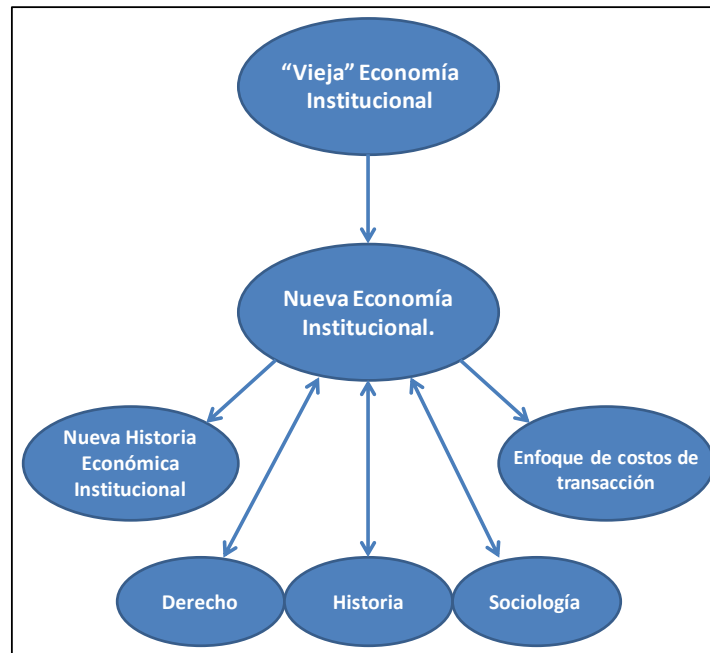 “Vieja” Economía
Institucional
Nueva Economía
Institucional.
Nueva Historia
Económica
Institucional
Enfoque de costos de
transacción
Derecho
Historia
Sociología